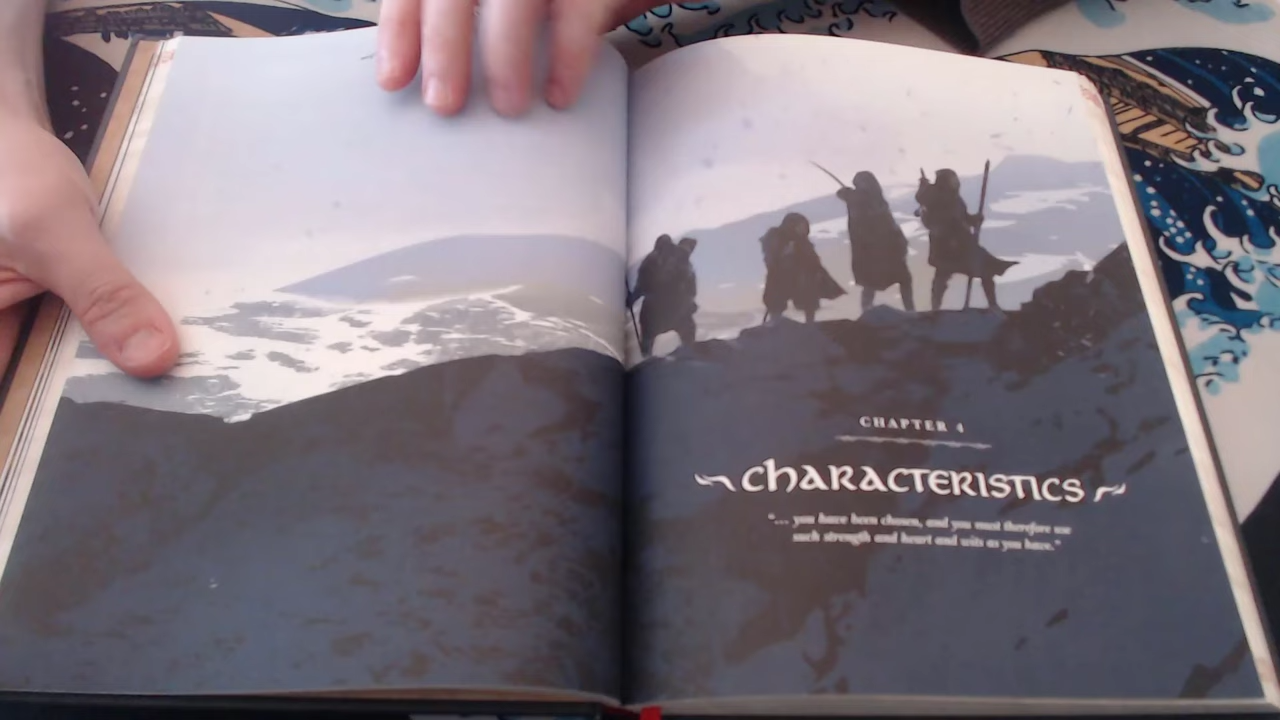 CHAPTER 4
CHARACTERISTICS
"... you have been chosen, and you must therefore use
such strength and heart and wits as you have."